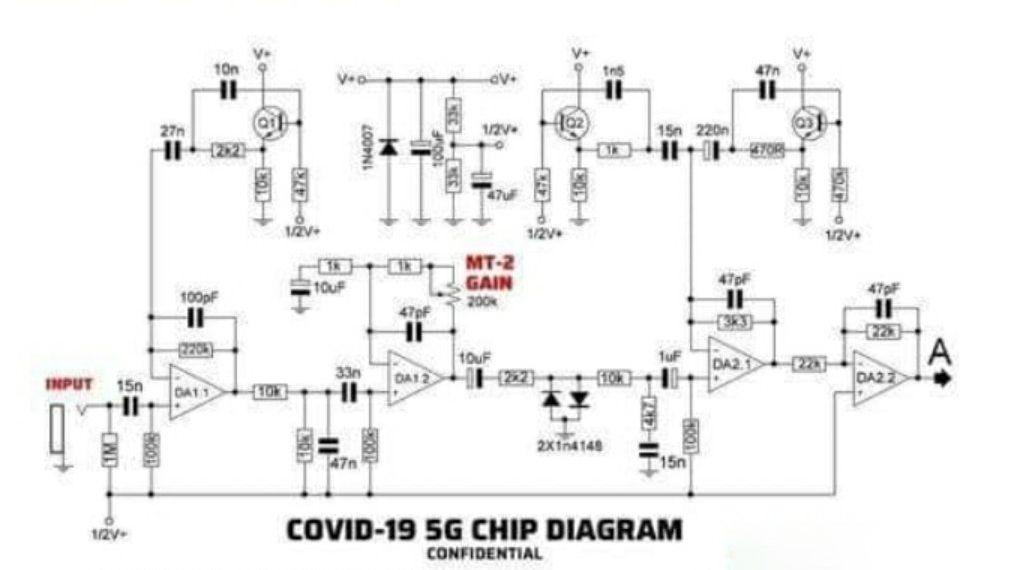 V+
10n
27n
Q1
2k2
10k
47k
1/2V+
V+
V+
1N4007
100uF
33k
33k
1/2V+
47uF
V+
1n5
Q2
1k
15n
47k
10k
1/2V+
V+
47n
220n
Q3
470R
10k
470k
1/2V+
1k
1k
10uF
MT-2
GAIN
200k
100pF
220k
INPUT
15n
DA1.1
1M
100k
1/2V+
10k
10k
47n
33n
100k
47pF
DA1.2
10uF
2k2
2X1n4148
10k
1uF
4k7
15n
100k
47pF
3k3
DA2.1
22k
47pF
22k
DA2.2
A
COVID-19 5G CHIP DIAGRAM
CONFIDENTIAL